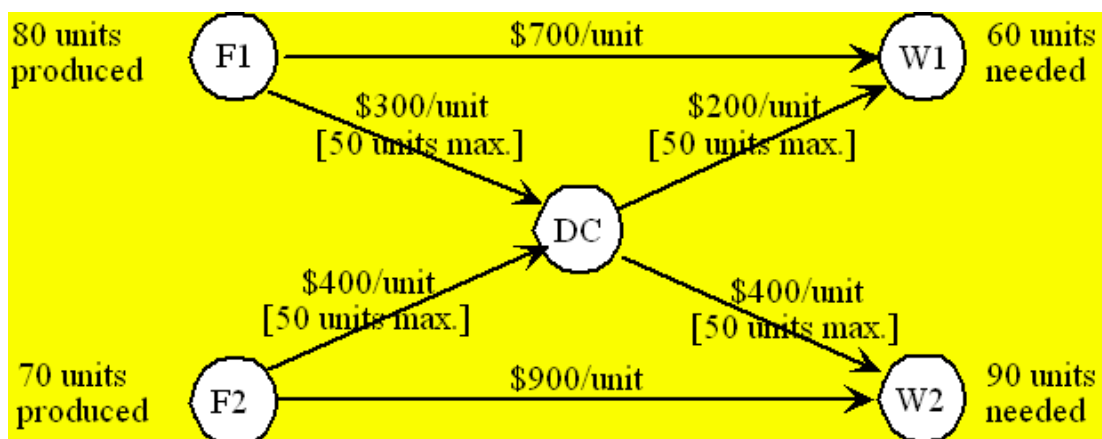 80 units
produced
F1
$700/unit
W1
60 units
needed
$300/unit
[50 units max.]
$200/unit
[50 units max.]
DC
$400/unit
[50 units max.]
$400/unit
[50 units max.]
70 units
produced
F2
$900/unit
W2
90 units
needed